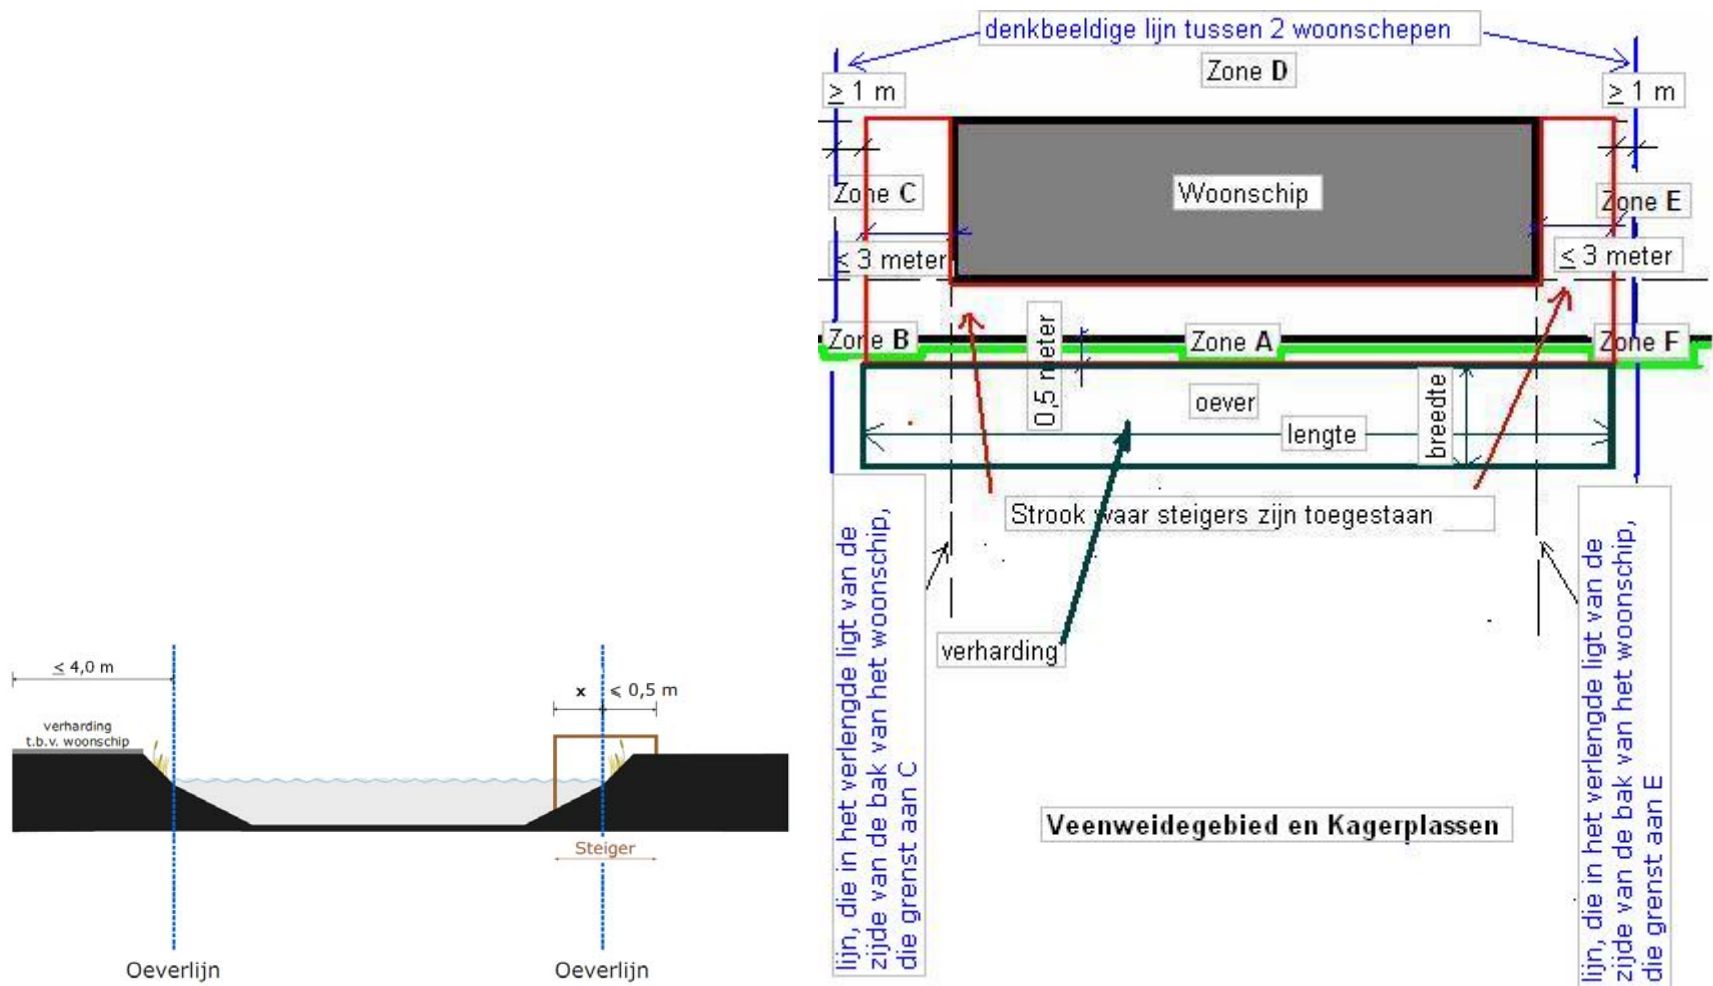 ≤ 4,0 m
verharding
t.b.v. woonschip
x
≤ 0,5 m
Steiger
Oeverlijn
Oeverlijn
denkbeeldige lijn tussen 2 woonschepen
Zone D
≥ 1 m
≥ 1 m
Zone C
Woonschip
Zone E
≤ 3 meter
≤ 3 meter
Zone B
0,5 meter
Zone A
Zone F
oever
breedte
lengte
Strook waar steigers zijn toegestaan
verharding
lijn, die in het verlengde ligt van de
zijde van de bak van het woonschip,
die grenst aan C
lijn, die in het verlengde ligt van de
zijde van de bak van het woonschip,
die grenst aan E
Veenweidegebied en Kagerplassen